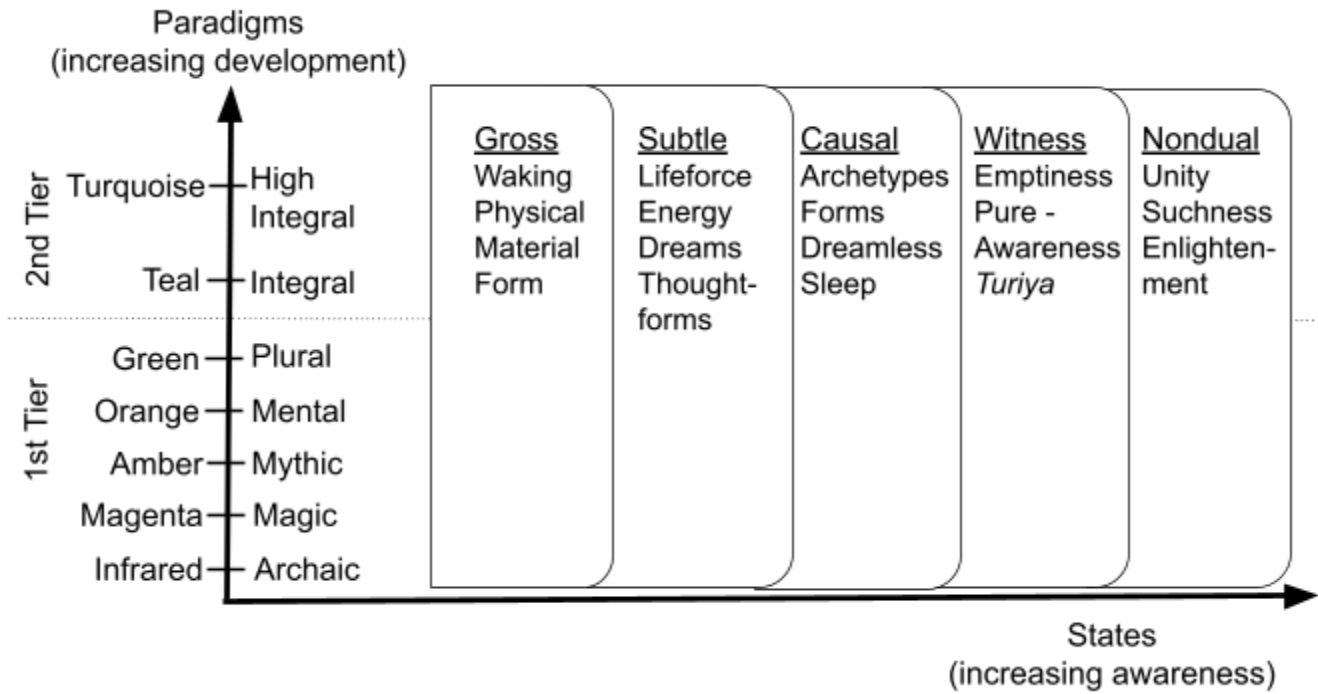 Paradigms
(increasing development)
2nd Tier
Turquoise
High
Integral
Teal
Integral
1st Tier
Green
Plural
Orange
Mental
Amber
Mythic
Magenta
Magic
Infrared
Archaic
Gross
Waking
Physical
Material
Form
Subtle
Lifeforce
Energy
Dreams
Thought-
forms
Causal
Archetypes
Forms
Dreamless
Sleep
Witness
Emptiness
Pure -
Awareness
Turiya
Nondual
Unity
Suchness
Enlighten-
ment
States
(increasing awareness)